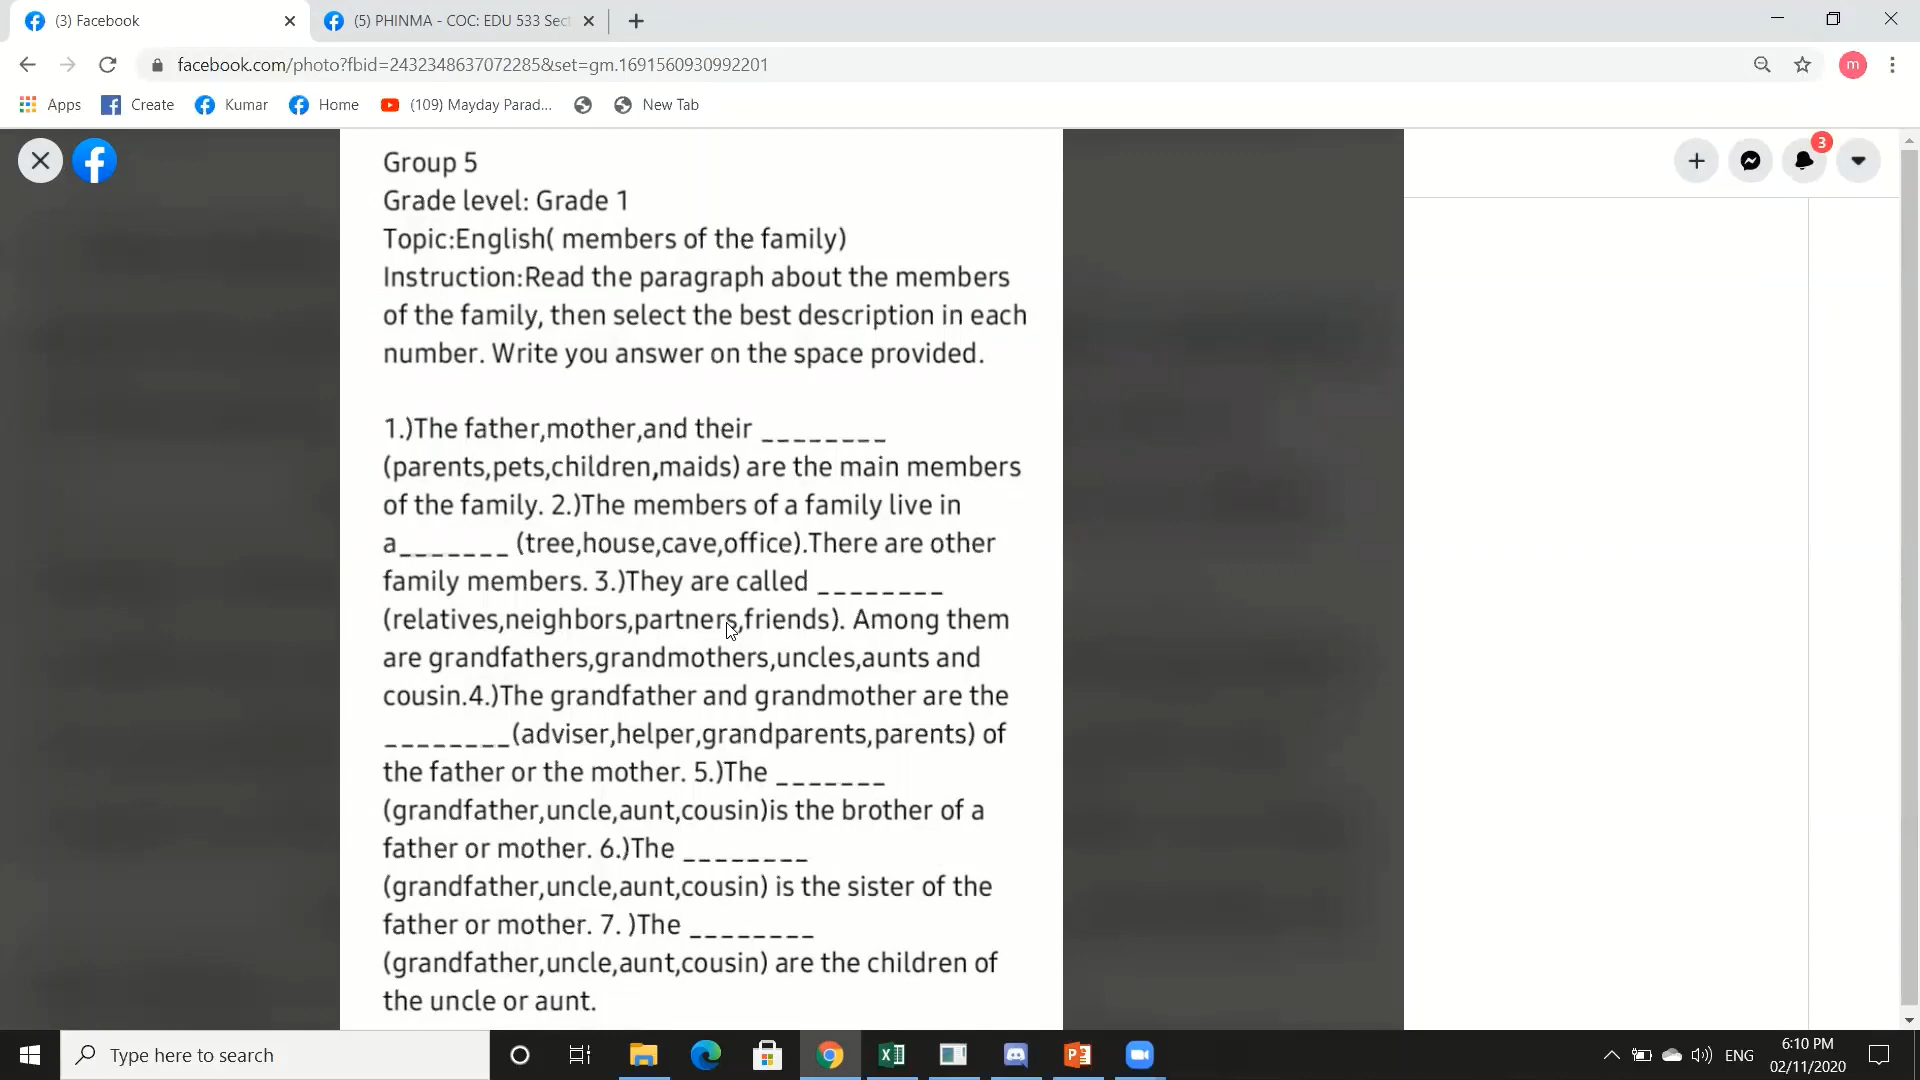 (3) Facebook
(5) PHINMA - COC: EDU 533 Sect
facebook.com/photo?fbid=243234863707228​5&set=gm.1691560930992201
m
Apps
Create
Kumar
Home
(109) Mayday Parad...
New Tab
3
Group 5
Grade level: Grade 1
Topic:English( members of the family)
Instruction:Read the paragraph about the members
of the family, then select the best description in each
number. Write you answer on the space provided.
1.)The father,mother,and their ________
(parents,pets,children,maids) are the main members
of the family. 2.)The members of a family live in
a_______ (tree,house,cave,office).There are other
family members. 3.)They are called ________
(relatives,neighbors,partners,friends). Among them
are grandfathers,grandmothers,uncles,aunts and
cousin.4.)The grandfather and grandmother are the
________(adviser,helper,grandparents,parents) of
the father or the mother. 5.)The _______
(grandfather,uncle,aunt,cousin)is the brother of a
father or mother. 6.)The ________
(grandfather,uncle,aunt,cousin) is the sister of the
father or mother. 7. )The ________
(grandfather,uncle,aunt,cousin) are the children of
the uncle or aunt.
Type here to search
ENG
6:10 PM
02/11/2020